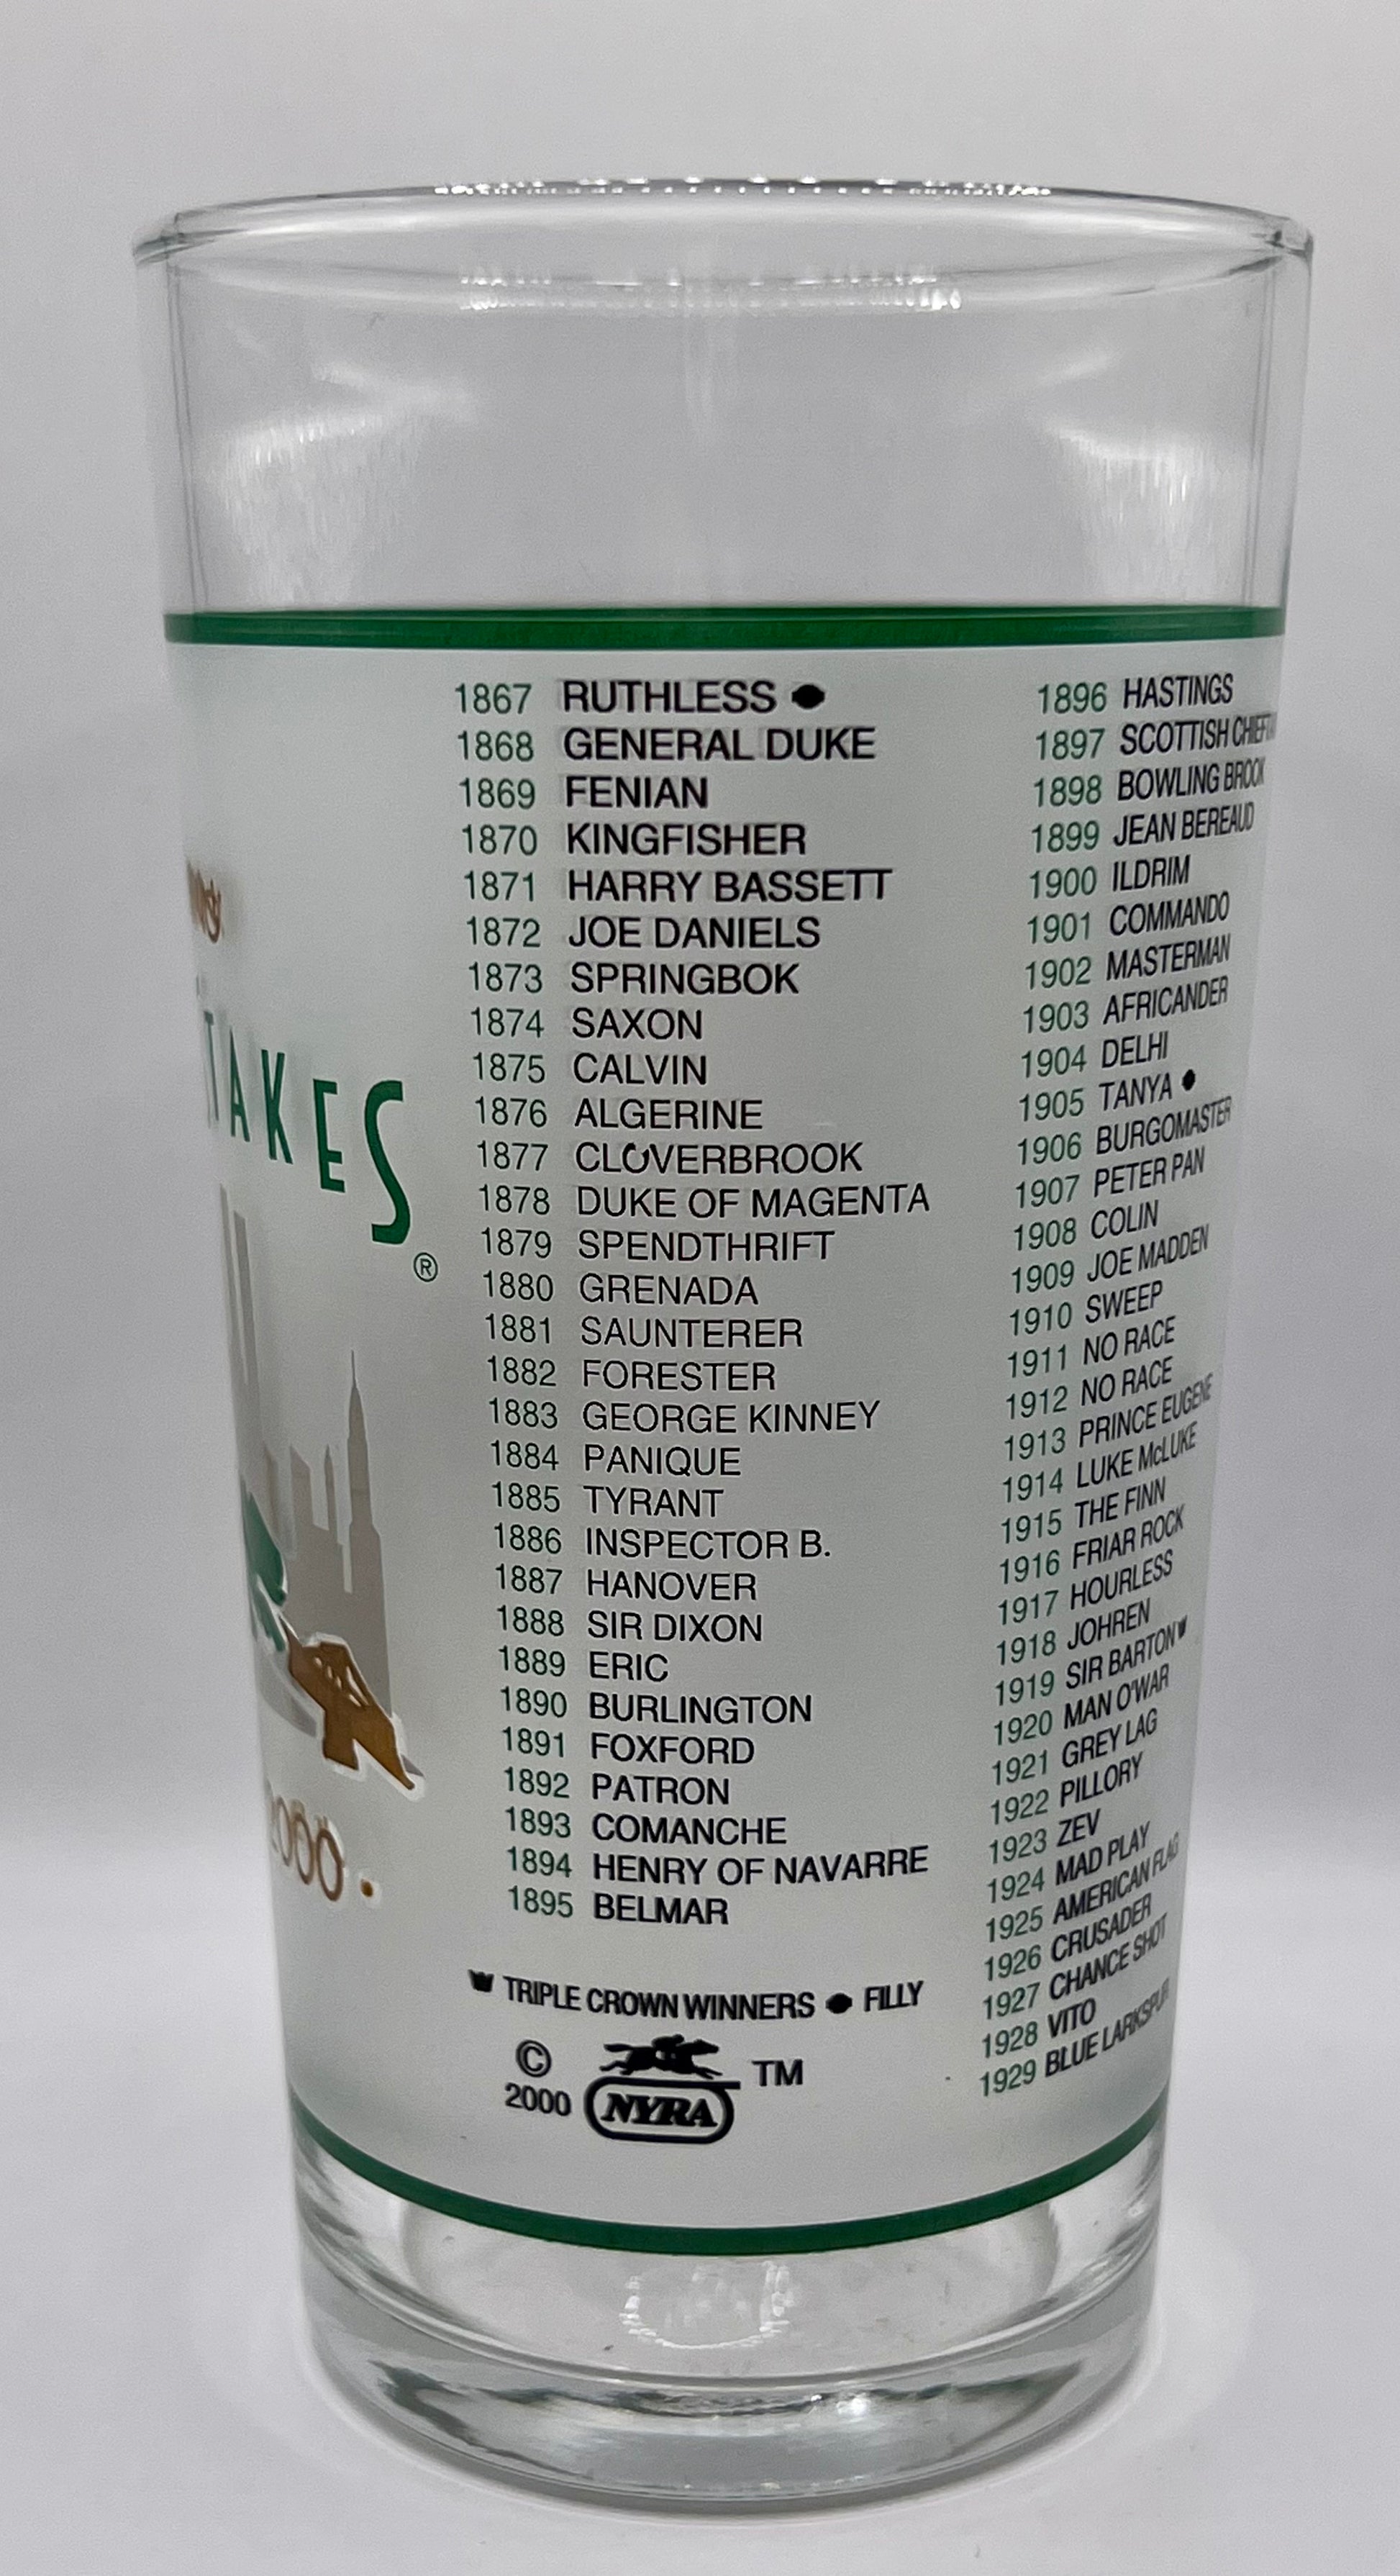 TAKES®
2000 •
1867 RUTHLESS ●
1868 GENERAL DUKE
1869 FENIAN
1870 KINGFISHER
1871 HARRY BASSETT
1872 JOE DANIELS
1873 SPRINGBOK
1874 SAXON
1875 CALVIN
1876 ALGERINE
1877 CLOVERBROOK
1878 DUKE OF MAGENTA
1879 SPENDTHRIFT
1880 GRENADA
1881 SAUNTERER
1882 FORESTER
1883 GEORGE KINNEY
1884 PANIQUE
1885 TYRANT
1886 INSPECTOR B.
1887 HANOVER
1888 SIR DIXON
1889 ERIC
1890 BURLINGTON
1891 FOXFORD
1892 PATRON
1893 COMANCHE
1894 HENRY OF NAVARRE
1895 BELMAR
TRIPLE CROWN WINNERS ● FILLY
© 2000 NYRA TM
1896 HASTINGS
1897 SCOTTISH
1898 BOWLING BROOK
1899 JEAN BEREAUD
1900 ILDRIM
1901 COMMANDO
1902 MASTERMAN
1903 AFRICANDER
1904 DELHI
1905 TANYA ●
1906 BURGOMASTER
1907 PETER PAN
1908 COLIN
1909 JOE MADDEN
1910 SWEEP
1911 NO RACE
1912 NO RACE
1913 PRINCE EUGENE
1914 LUKE McLUKE
1915 THE FINN
1916 FRIAR ROCK
1917 HOURLESS
1918 JOHREN
1919 SIR BARTON
1920 MAN O'WAR
1921 GREY LAG
1922 PILLORY
1923 ZEV
1924 MAD PLAY
1925 AMERICAN FLAG
1926 CRUSADER
1927 CHANCE SHOT
1928 VITO
1929 BLUE LARKSPUR